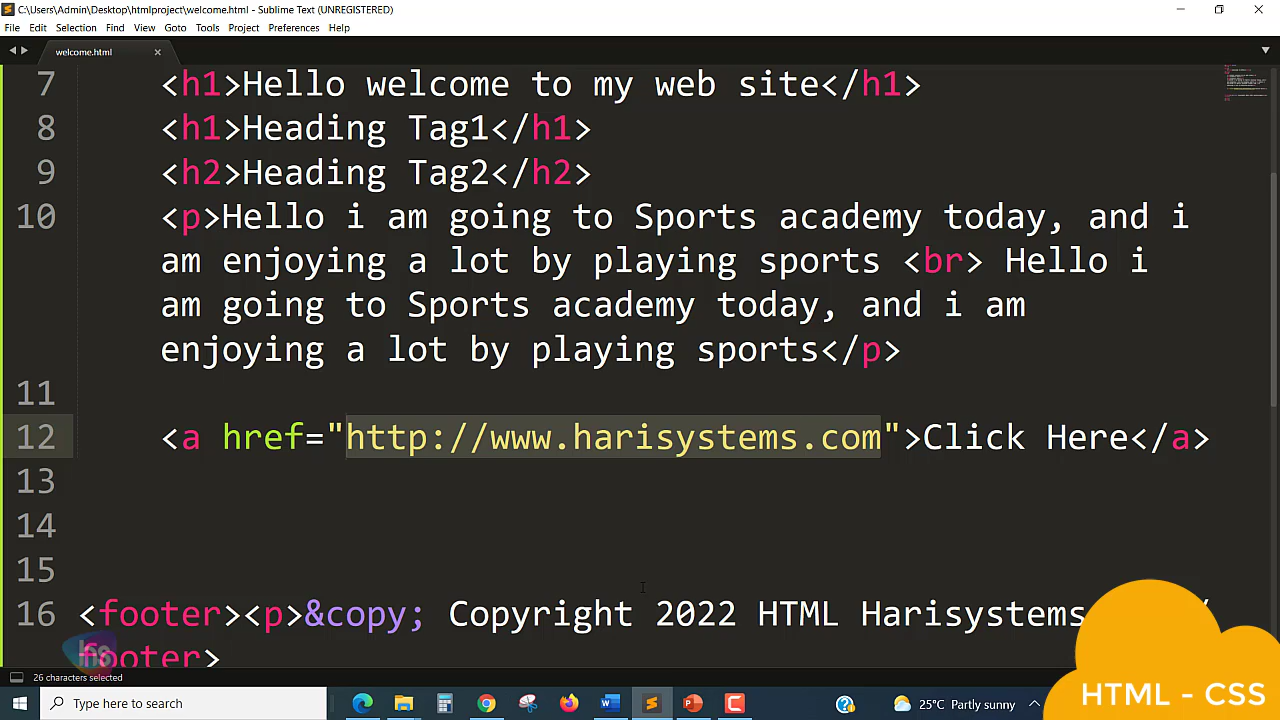 C:\Users\Admin\Desktop\htmlproject\welcome.html - Sublime Text (UNREGISTERED)
File Edit Selection Find View Goto Tools Project Preferences Help
welcome.html
7 <h1>Hello welcome to my web site</h1>
8 <h1>Heading Tag1</h1>
9 <h2>Heading Tag2</h2>
10 <p>Hello i am going to Sports academy today, and i
am enjoying a lot by playing sports <br> Hello i
am going to Sports academy today, and i am
enjoying a lot by playing sports</p>
11
12 <a href="http://www.harisystems.com">Click Here</a>
13
14
15
16 <footer><p>&copy; Copyright 2022 HTML Harisystems
footer>
hs
26 characters selected
Type here to search
25°C Partly sunny
HTML - CSS